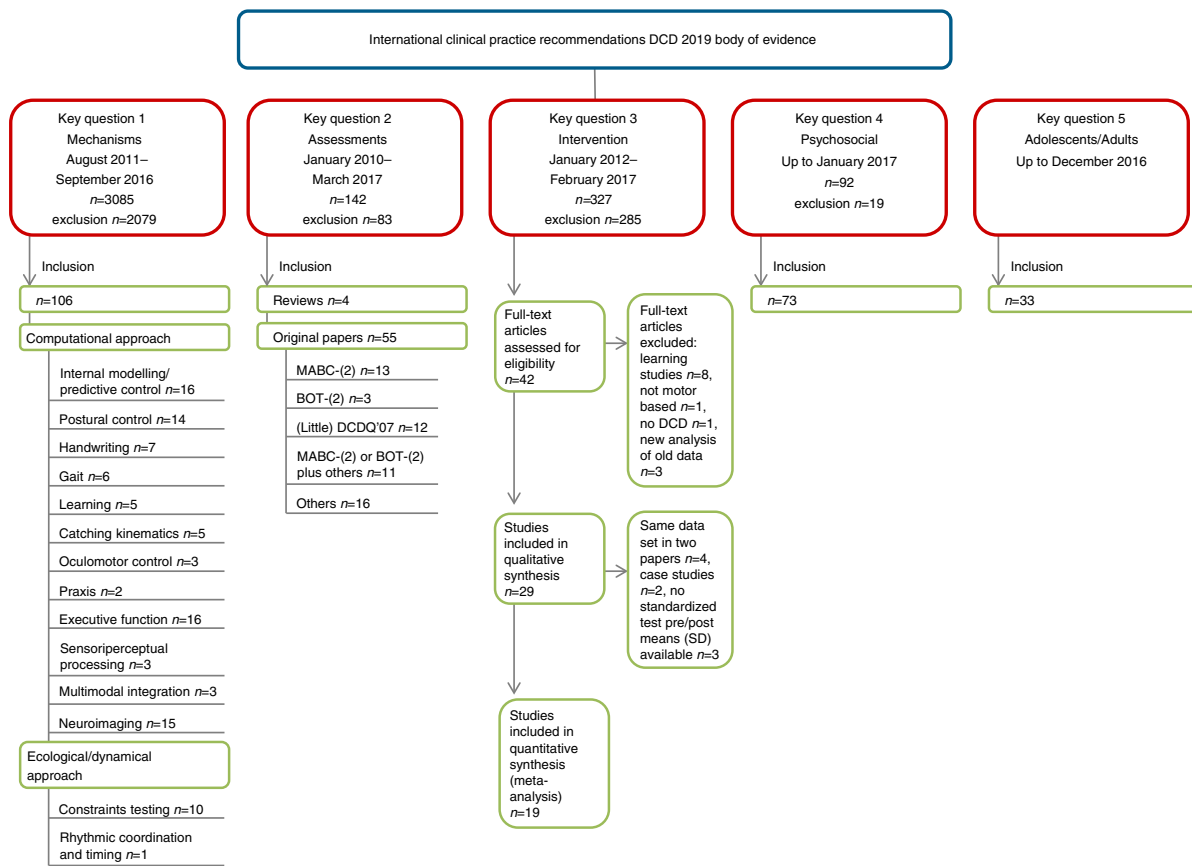 International clinical practice recommendations DCD 2019 body of evidence
Key question 1
Mechanisms
August 2011–
September 2016
n=3085
exclusion n=2079
Inclusion
n=106
Computational approach
Internal modelling/
predictive control n=16
Postural control n=14
Handwriting n=7
Gait n=6
Learning n=5
Catching kinematics n=5
Oculomotor control n=3
Praxis n=2
Executive function n=16
Sensoriperceptual
processing n=3
Multimodal integration n=3
Neuroimaging n=15
Ecological/dynamical
approach
Constraints testing n=10
Rhythmic coordination
and timing n=1
Key question 2
Assessments
January 2010–
March 2017
n=142
exclusion n=83
Inclusion
Reviews n=4
Original papers n=55
MABC-(2) n=13
BOT-(2) n=3
(Little) DCDQ'07 n=12
MABC-(2) or BOT-(2)
plus others n=11
Others n=16
Key question 3
Intervention
January 2012–
February 2017
n=327
exclusion n=285
Inclusion
Full-text
articles
assessed for
eligibility
n=42
Full-text
articles
excluded:
learning
studies n=8,
not motor
based n=1,
no DCD n=1,
new analysis
of old data
n=3
Studies
included in
qualitative
synthesis
n=29
Same data
set in two
papers n=4,
case studies
n=2, no
standardized
test pre/post
means (SD)
available n=3
Studies
included in
quantitative
synthesis
(meta-
analysis)
n=19
Key question 4
Psychosocial
Up to January 2017
n=92
exclusion n=19
Inclusion
n=73
Key question 5
Adolescents/Adults
Up to December 2016
Inclusion
n=33